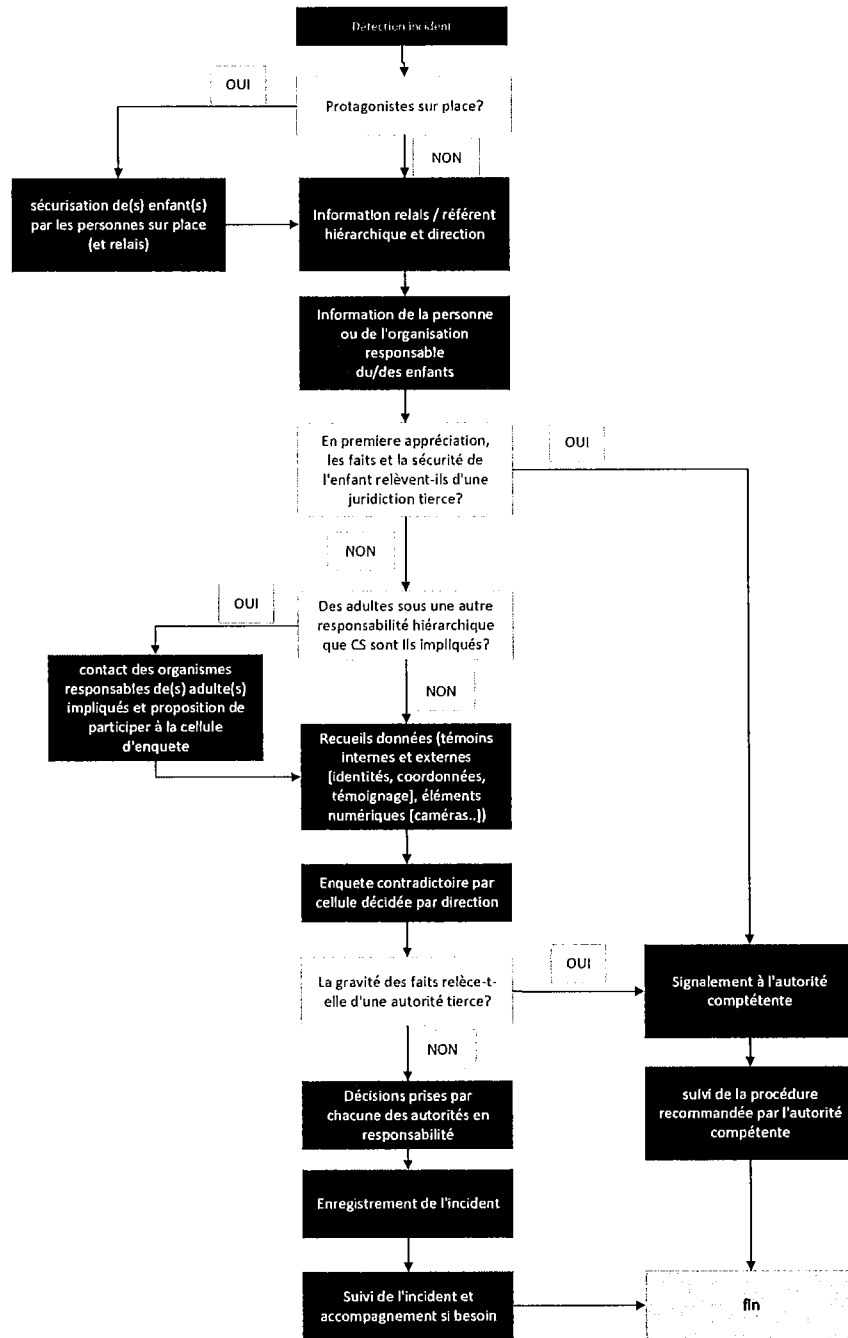 Détection incident
OUI
Protagonistes sur place?
NON
sécurisation de(s) enfant(s)
par les personnes sur place
(et relais)
Information relais / référent
hiérarchique et direction
Information de la personne
ou de l'organisation
responsable
du/des enfants
En premiere appréciation,
les faits et la sécurité de
l'enfant relèvent-ils d'une
juridiction tierce?
OUI
NON
OUI
Des adultes sous une autre
responsabilité hiérarchique
que CS sont ils impliqués?
contact des organismes
responsables de(s) adulte(s)
impliqués et proposition de
participer à la cellule
d'enquete
NON
Recueils données (témoins
internes et externes
[identités, coordonnées,
témoignage], éléments
numériques [caméras..])
Enquete contradictoire par
cellule décidée par direction
La gravité des faits relèce-t-
elle d'une autorité tierce?
OUI
Signalement à l'autorité
comptétente
NON
Décisions prises par
chacune des autorités en
responsabilité
suivi de la procédure
recommandée par l'autorité
compétente
Enregistrement de l'incident
Suivi de l'incident et
accompagnement si besoin
fin